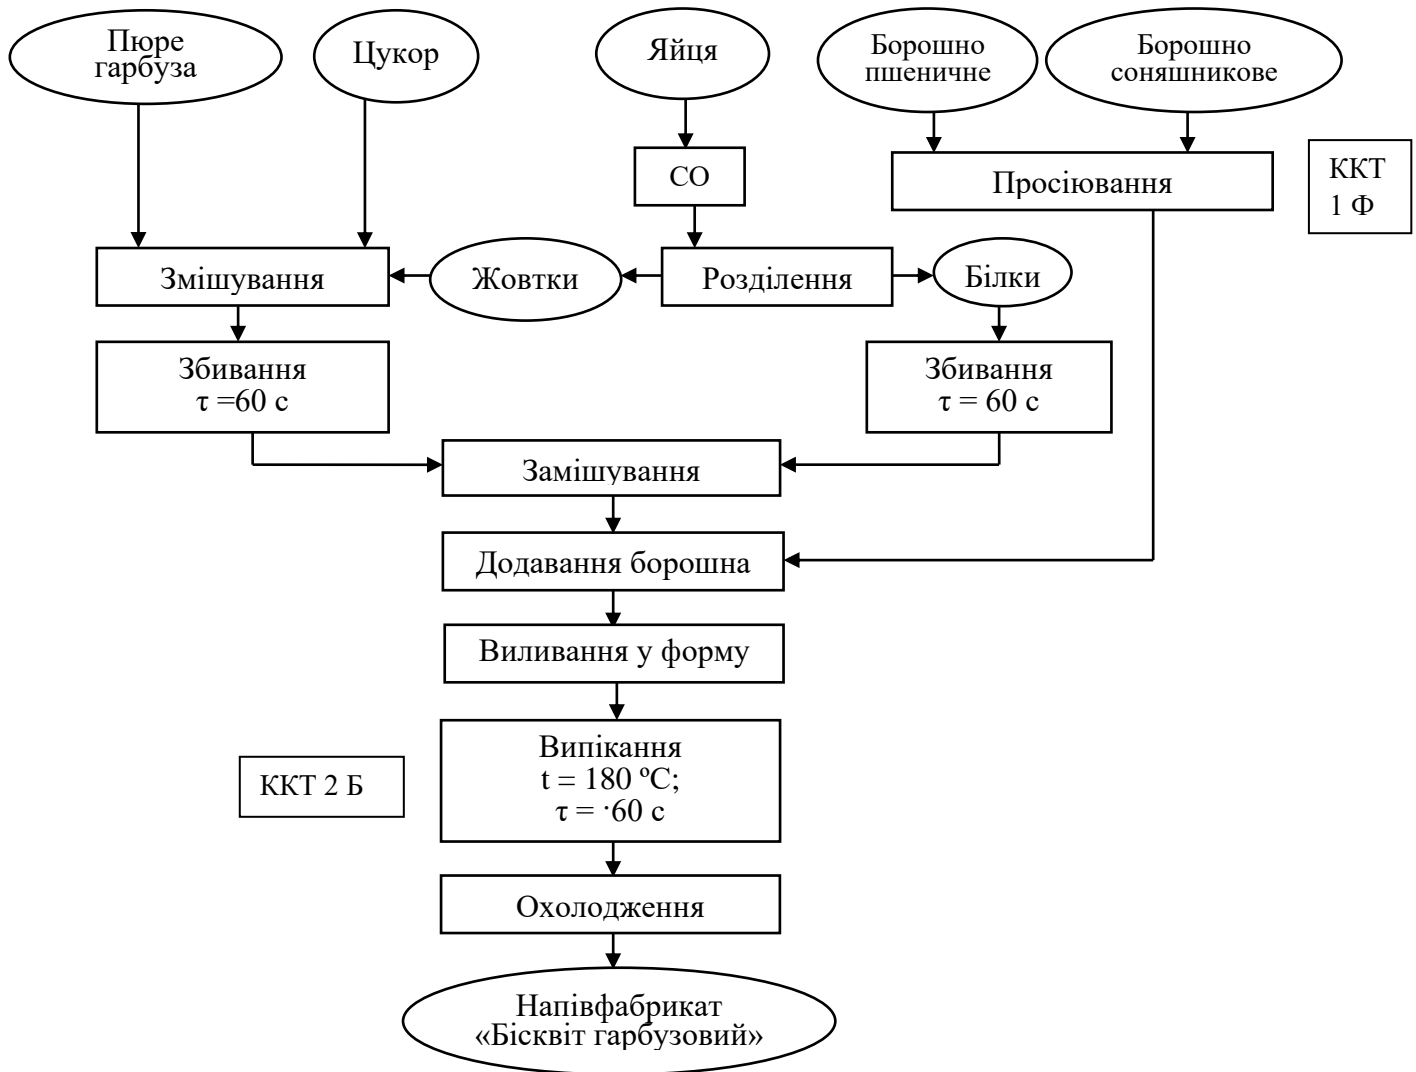 Пюре
гарбуза
Цукор
Яйця
Борошно
пшеничне
Борошно
соняшникове
СО
Просіювання
ККТ
1 Ф
Змішування
Жовтки
Розділення
Білки
Збивання
τ =60 с
Збивання
τ = 60 с
Замішування
Додавання борошна
Виливання у форму
Випікання
t = 180 ºС;
τ = ·60 с
ККТ 2 Б
Охолодження
Напівфабрикат
«Бісквіт гарбузовий»